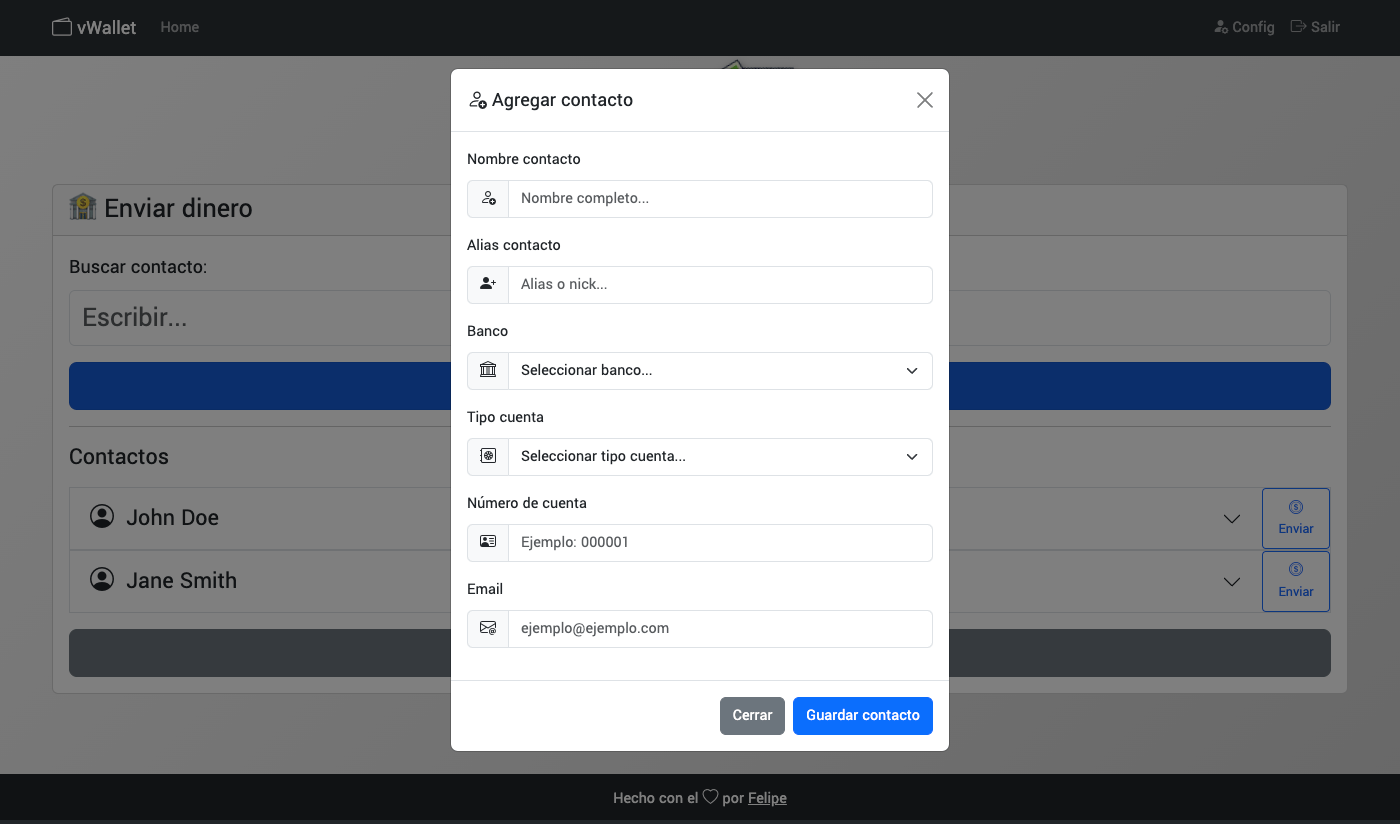 vWallet Home Config Salir
Agregar contacto
Nombre contacto
Nombre completo...
Alias contacto
Alias o nick...
Banco
Seleccionar banco...
Tipo cuenta
Seleccionar tipo cuenta...
Número de cuenta
Ejemplo: 000001
Email
ejemplo@ejemplo.com
Cerrar Guardar contacto
Enviar dinero
Buscar contacto:
Escribir...
Contactos
John Doe
Enviar
Jane Smith
Enviar
Hecho con el por Felipe